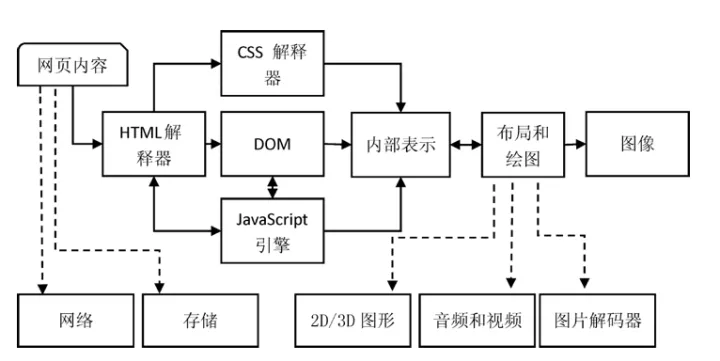 网页内容
CSS 解释
器
HTML解
释器
DOM
内部表示
布局和
绘图
图像
JavaScript
引擎
网络
存储
2D/3D 图形
音频和视频
图片解码器